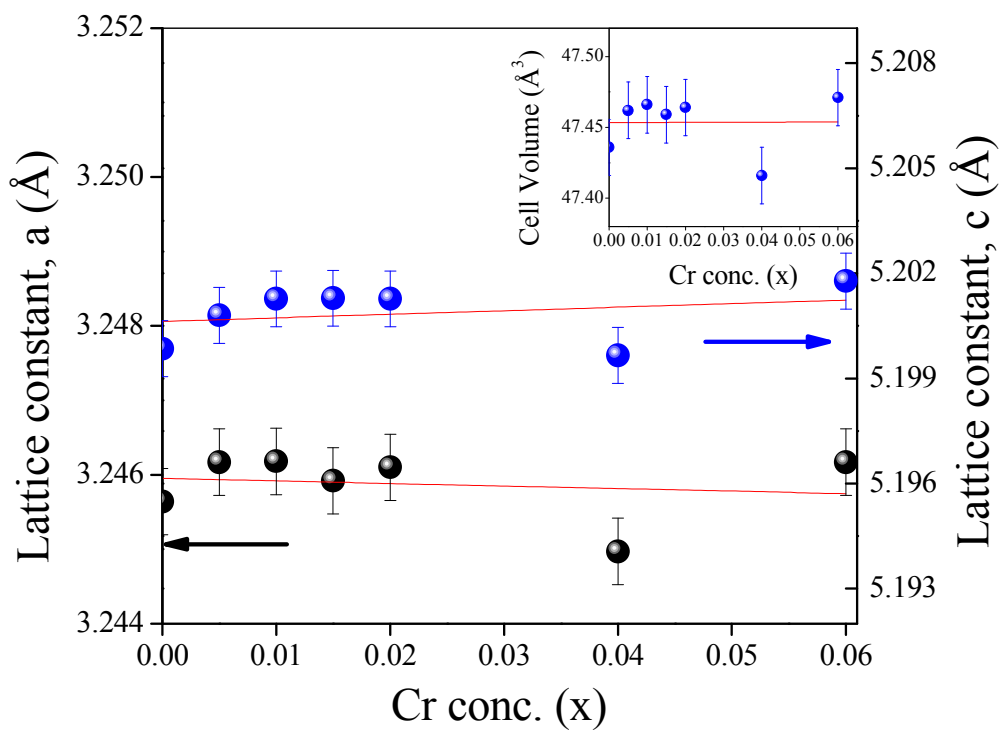 3.252
3.250
3.248
3.246
3.244
Lattice constant, a (Å)
0.00 0.01 0.02 0.03 0.04 0.05 0.06
Cr conc. (x)
5.208
5.205
5.202
5.199
5.196
5.193
Lattice constant, c (Å)
47.50
47.45
47.40
Cell Volume (Å³)
0.00 0.01 0.02 0.04 0.05 0.06
Cr conc. (x)